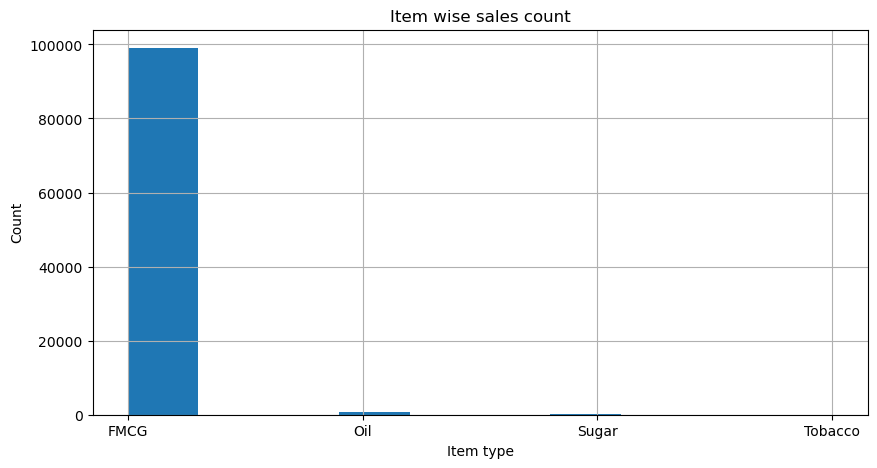 Item wise sales count
100000
80000
60000
40000
20000
0
Count
FMCG Oil Sugar Tobacco
Item type